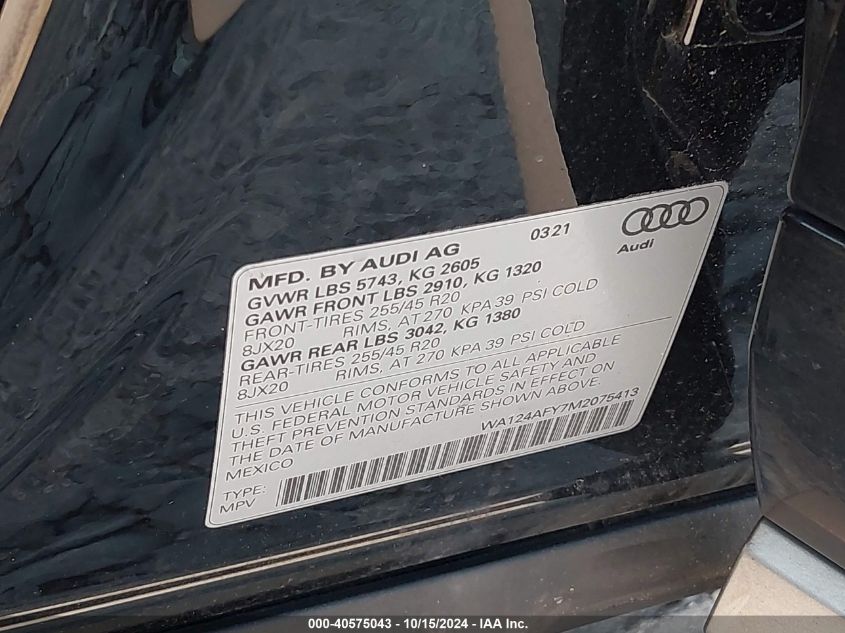 MFD. BY AUDI AG 0321
Audi
GVWR LBS 5743, KG 2605
GAWR FRONT LBS 2910, KG 1320
FRONT-TIRES 255/45 R20
8JX20 RIMS, AT 270 KPA 39 PSI COLD
GAWR REAR LBS 3042, KG 1380
REAR-TIRES 255/45 R20
8JX20 RIMS, AT 270 KPA 39 PSI COLD
THIS VEHICLE CONFORMS TO ALL APPLICABLE
U.S. FEDERAL MOTOR VEHICLE SAFETY AND
THEFT PREVENTION STANDARDS IN EFFECT ON
THE DATE OF MANUFACTURE SHOWN ABOVE.
MEXICO WA124AFY7M2075413
TYPE:
MPV
000-40575043 - 10/15/2024 - IAA Inc.